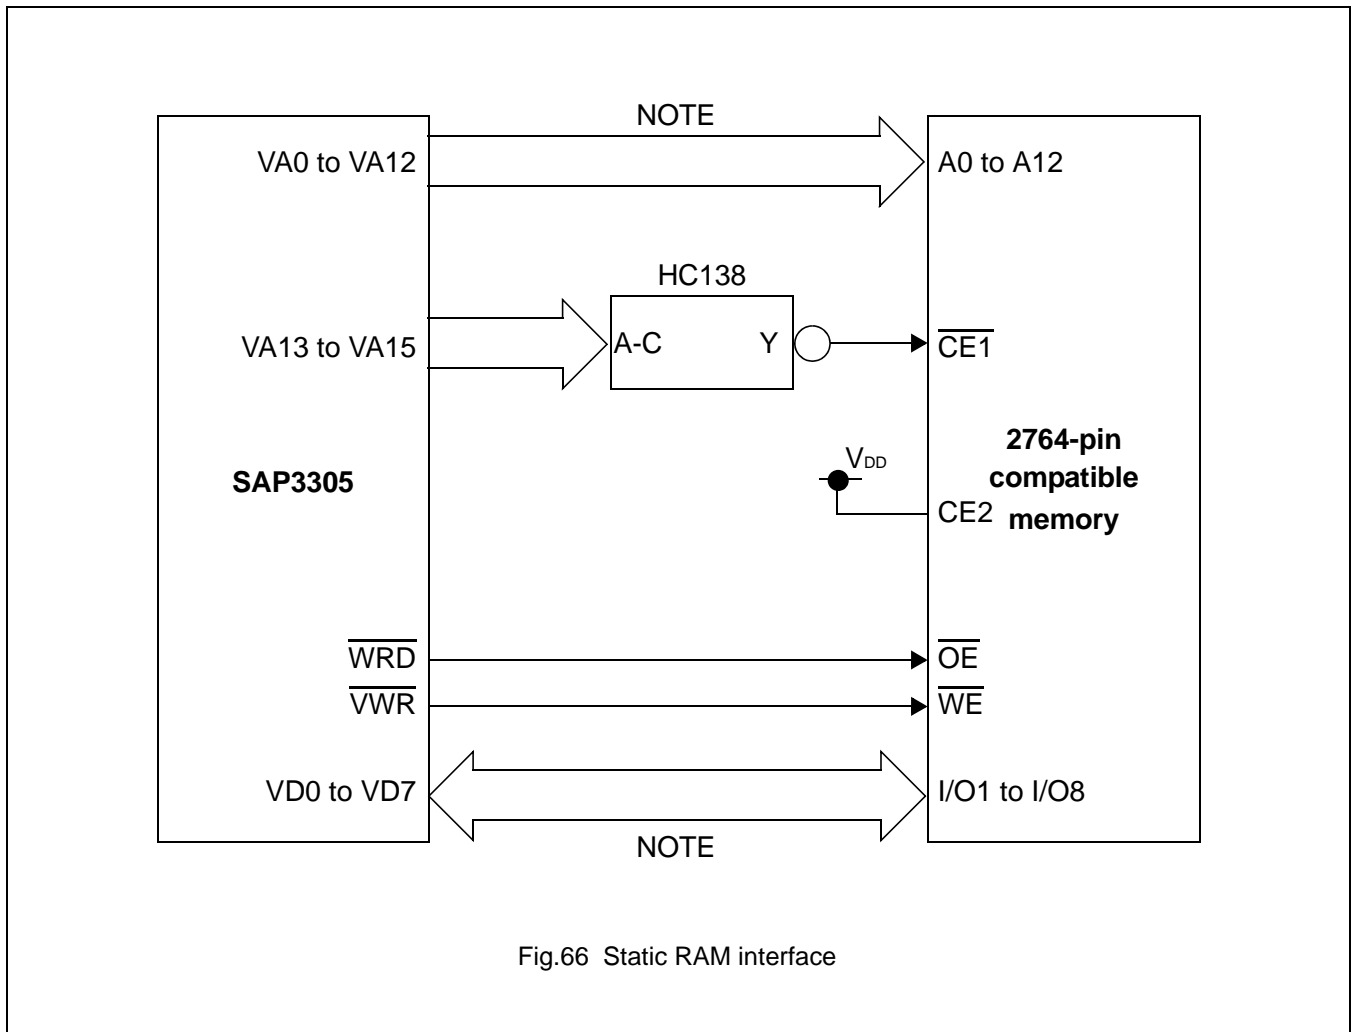 NOTE
VA0 to VA12
A0 to A12
HC138
VA13 to VA15
A-C
Y
CE1
SAP3305
VDD
2764-pin
compatible
memory
CE2
WRD
OE
VWR
WE
VD0 to VD7
I/O1 to I/O8
NOTE
Fig.66 Static RAM interface